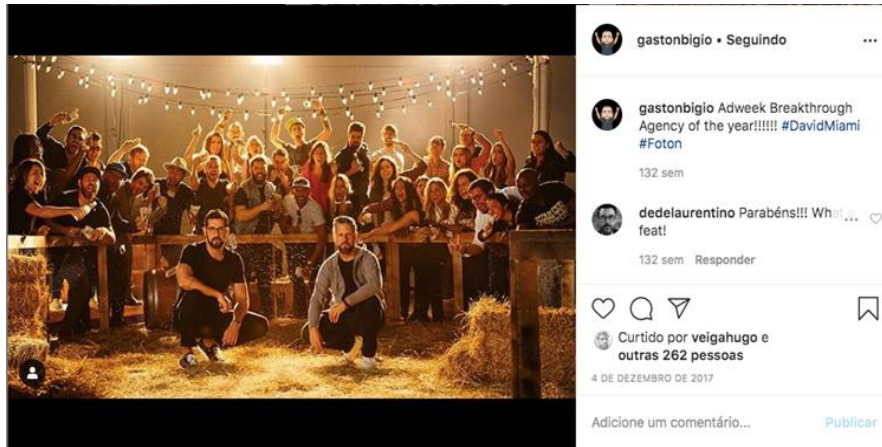 gastonbigio • Seguindo
...
gastonbigio Adweek Breakthrough
Agency of the year!!!!!! #DavidMiami
#Foton
132 sem
dedelaurentino Parabéns!!! What a ...
feat!
132 sem Responder
Curtido por veigahugo e
outras 262 pessoas
4 DE DEZEMBRO DE 2017
Adicione um comentário...
Publicar